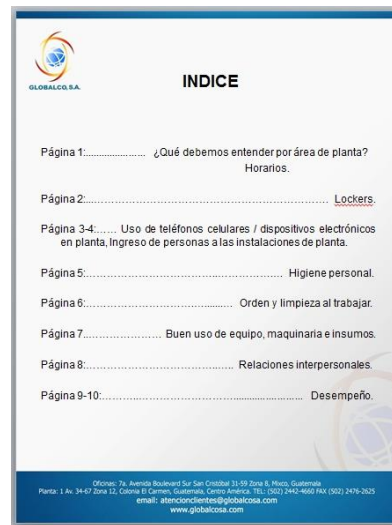 GLOBALCO, S.A.
INDICE
Página 1:...................... ¿Qué debemos entender por área de planta?
Horarios.
Página 2:....……………………………………..…………………………. Lockers.
Página 3-4:…… Uso de teléfonos celulares / dispositivos electrónicos
en planta, Ingreso de personas a las instalaciones de planta.
Página 5:…………………………………..………………. Higiene personal.
Página 6:……………………………….......… Orden y limpieza al trabajar.
Página 7...………………… Buen uso de equipo, maquinaria e insumos.
Página 8:…………………………………..…... Relaciones interpersonales.
Página 9-10:………..……………………………......................... Desempeño.
Oficinas: 7a. Avenida Boulevard Sur San Cristóbal 31-59 Zona 8, Mixco, Guatemala
Planta: 1 Av. 34-67 Zona 12, Colonia El Carmen, Guatemala, Centro América. TEL: (502) 2442-4660 FAX (502) 2476-2625
email: atencionclientes@globalcosa.com
www.globalcosa.com